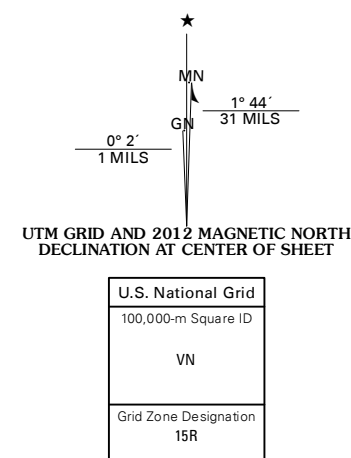 ★
MN
1° 44´
31 MILS
GN
0° 2´
1 MILS
UTM GRID AND 2012 MAGNETIC NORTH
DECLINATION AT CENTER OF SHEET
U.S. National Grid
100,000-m Square ID
VN
Grid Zone Designation
15R